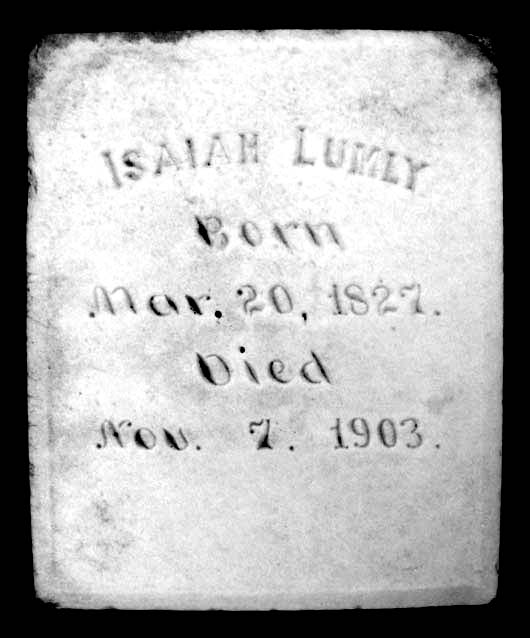 ISAIAH LUMLY
Born
Mar. 20, 1827.
Died
Nov. 7. 1903.